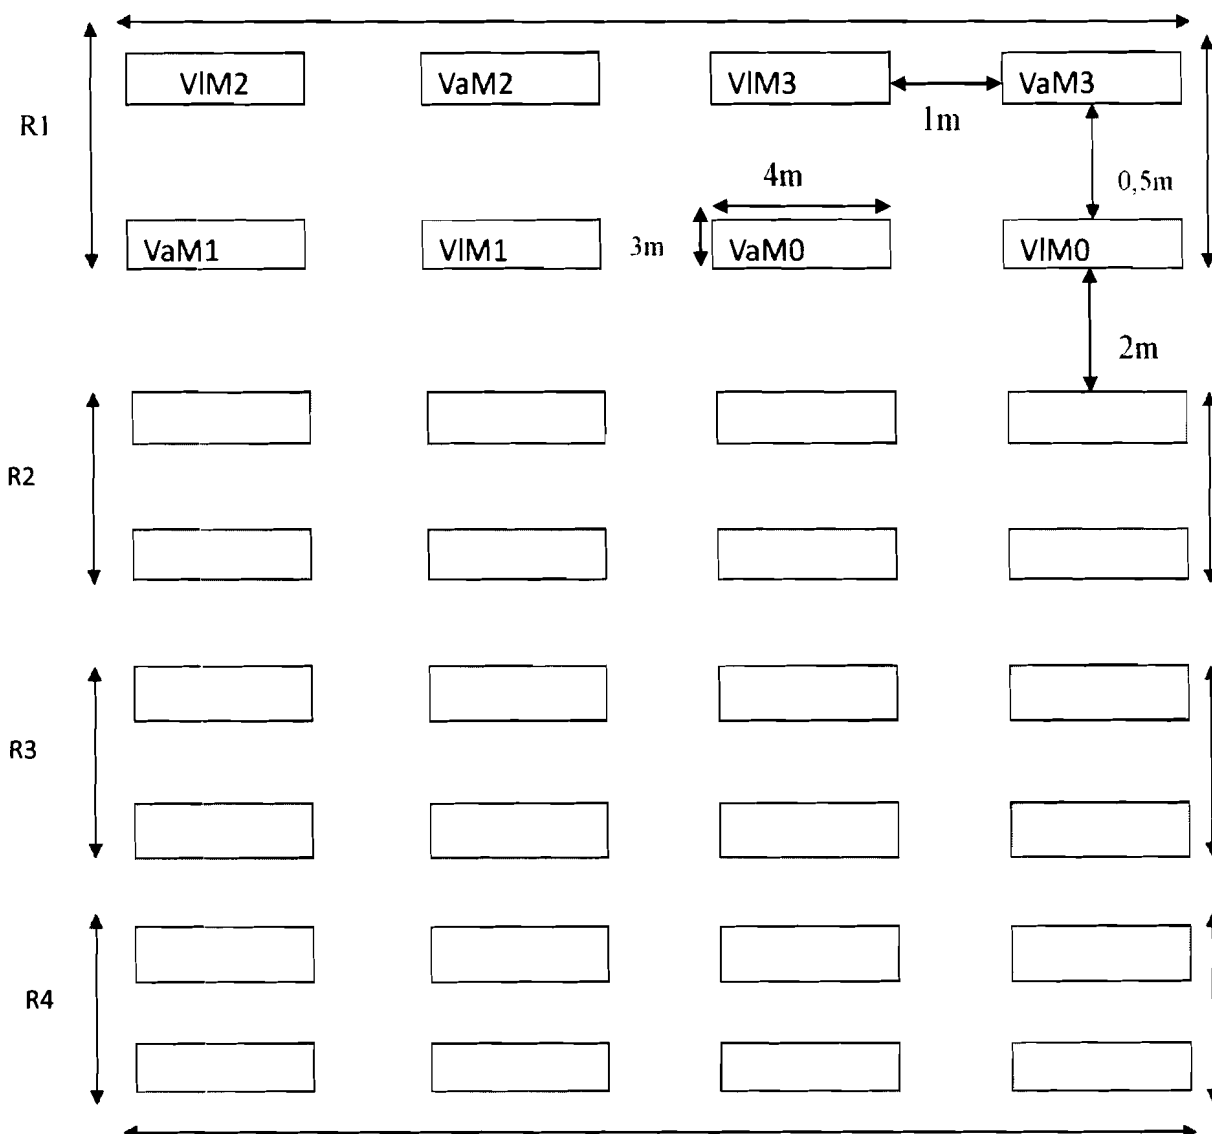 VlM2 VaM2 VlM3 VaM3
R1 1m
4m 0,5m
VaM1 VlM1 3m VaM0 VlM0
2m
R2
R3
R4